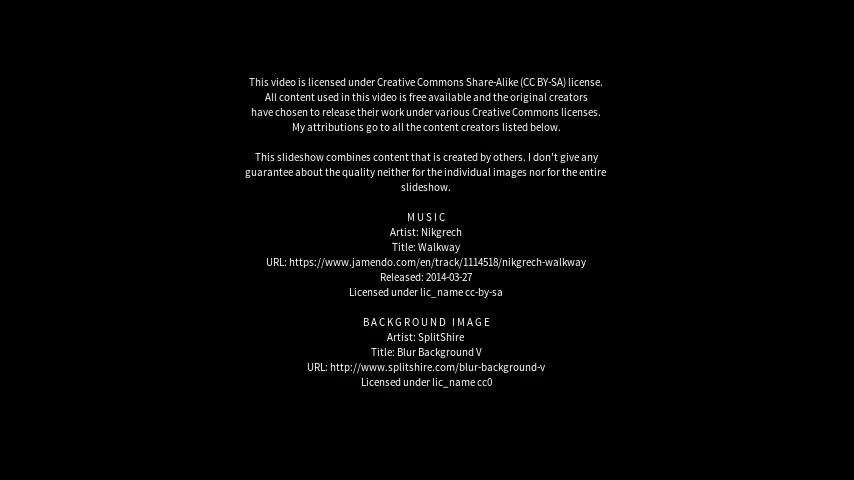 This video is licensed under Creative Commons Share-Alike (CC BY-SA) license.
All content used in this video is free available and the original creators
have chosen to release their work under various Creative Commons licenses.
My attributions go to all the content creators listed below.
This slideshow combines content that is created by others. I don't give any
guarantee about the quality neither for the individual images nor for the entire
slideshow.
MUSIC
Artist: Nikgrech
Title: Walkway
URL: https://www.jamendo.com/en/track/1114518/nikgrech-walkway
Released: 2014-03-27
Licensed under lic_name cc-by-sa
BACKGROUND IMAGE
Artist: SplitShire
Title: Blur Background V
URL: http://www.splitshire.com/blur-background-v
Licensed under lic_name cc0